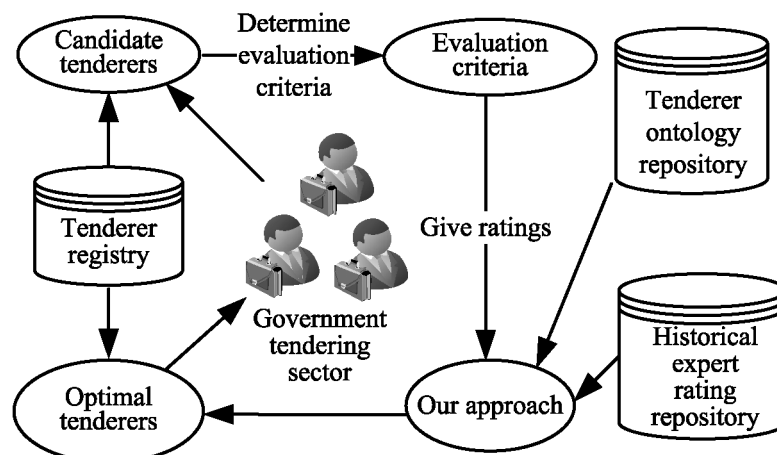 Candidate
tenderers
Determine
evaluation
criteria
Evaluation
criteria
Tenderer
ontology
repository
Tenderer
registry
Give ratings
Government
tendering
sector
Historical
expert
rating
repository
Optimal
tenderers
Our approach